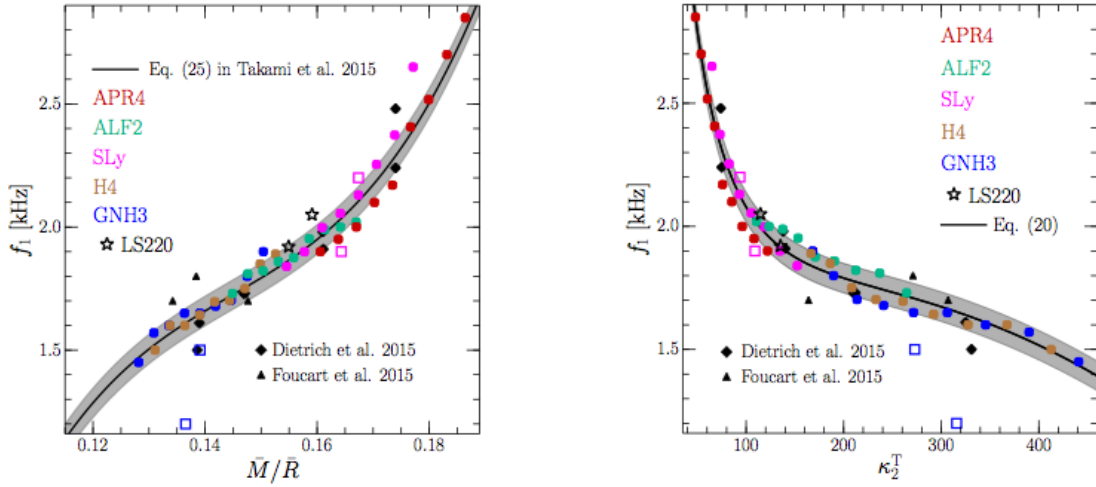 Eq. (25) in Takami et al. 2015
APR4
ALF2
SLy
H4
GNH3
LS220
Dietrich et al. 2015
Foucart et al. 2015
2.5
2.0
1.5
f₁ [kHz]
0.12 0.14 0.16 0.18
M̄/R̄
APR4
ALF2
SLy
H4
GNH3
LS220
Eq. (20)
Dietrich et al. 2015
Foucart et al. 2015
2.5
2.0
1.5
f₁ [kHz]
100 200 300 400
κ₂ᵀ